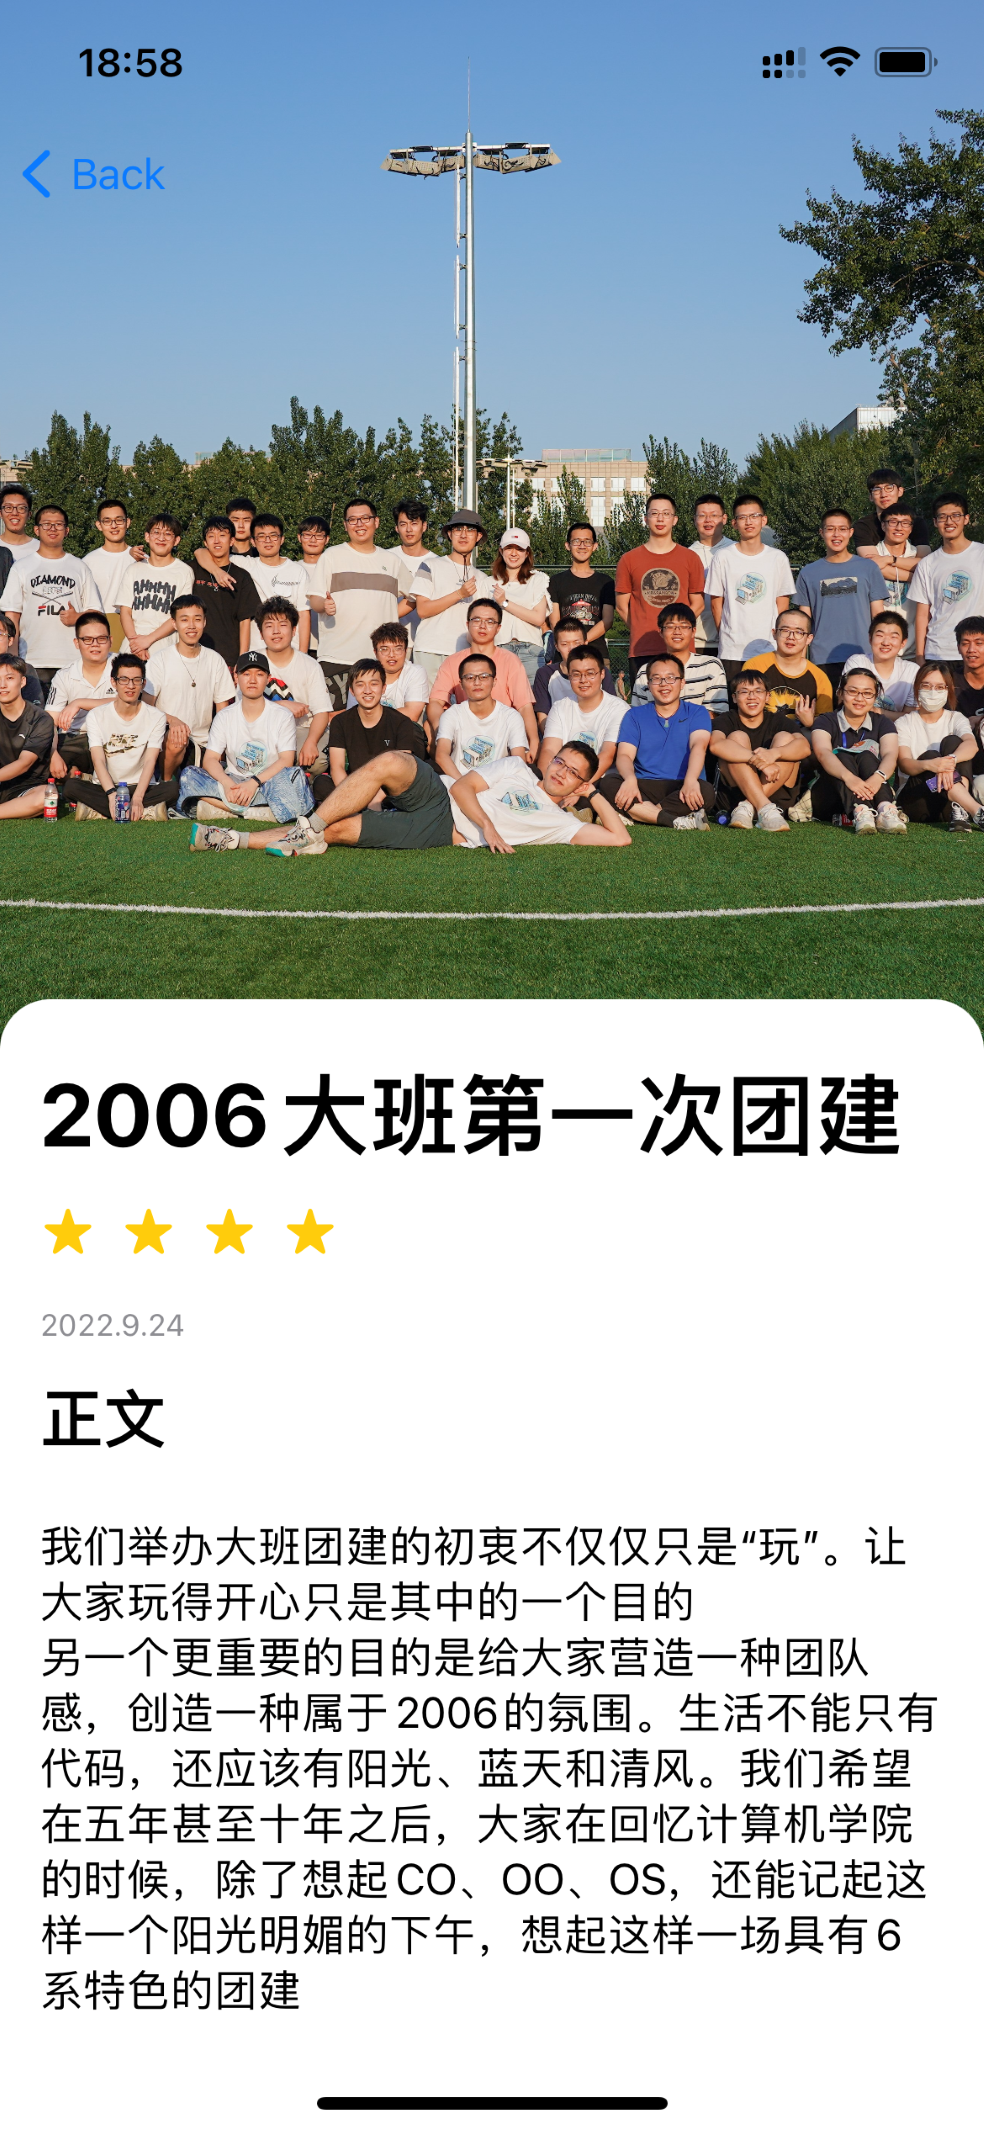 18:58
Back
DIAMOND
FILA
2006大班第一次团建
2022.9.24
正文
我们举办大班团建的初衷不仅仅只是“玩”。让
大家玩得开心只是其中的一个目的
另一个更重要的目的是给大家营造一种团队
感，创造一种属于2006的氛围。生活不能只有
代码，还应该有阳光、蓝天和清风。我们希望
在五年甚至十年之后，大家在回忆计算机学院
的时候，除了想起CO、OO、OS，还能记起这
样一个阳光明媚的下午，想起这样一场具有6
系特色的团建